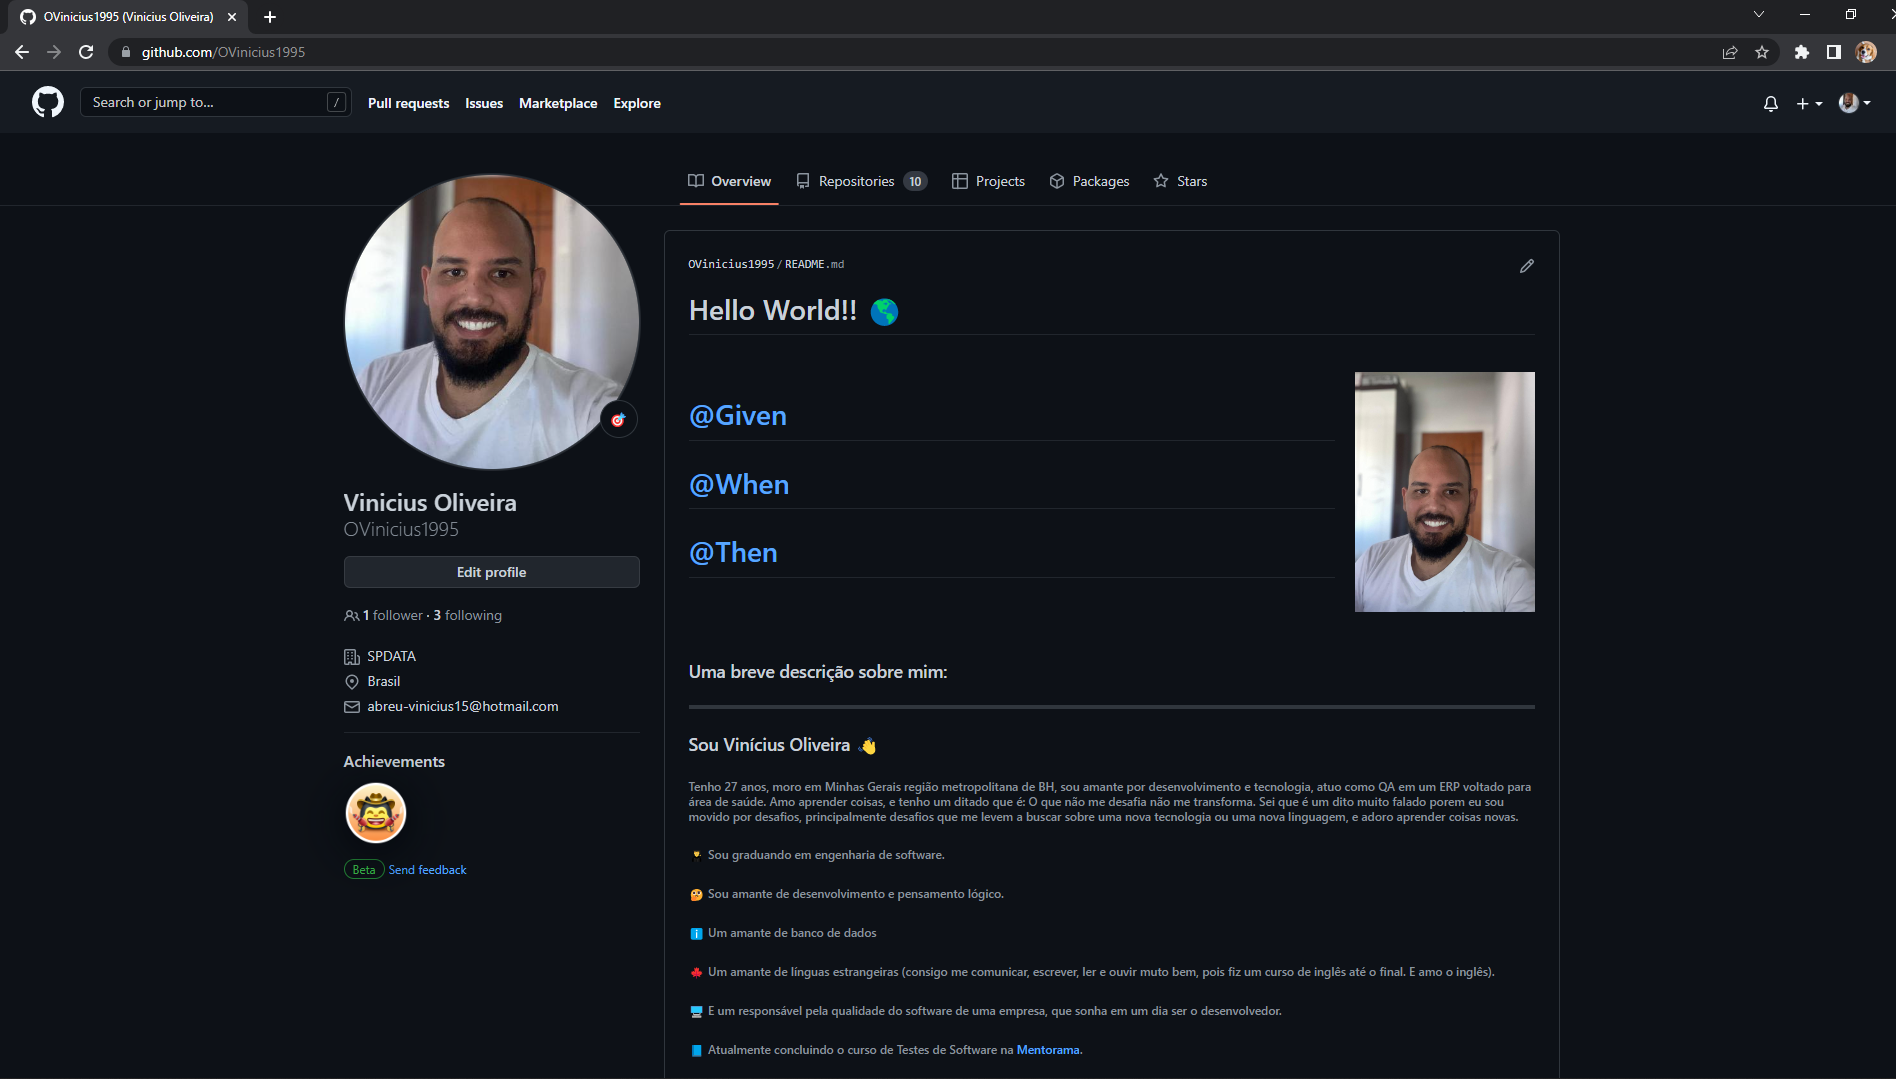 OVinicius1995 (Vinicius Oliveira)
github.com/OVinicius1995
Search or jump to...
/
Pull requests
Issues
Marketplace
Explore
Overview
Repositories 10
Projects
Packages
Stars
Vinicius Oliveira
OVinicius1995
Edit profile
1 follower · 3 following
SPDATA
Brasil
abreu-vinicius15@hotmail.com
Achievements
Beta Send feedback
OVinicius1995/README.md
Hello World!!
@Given
@When
@Then
Uma breve descrição sobre mim:
Sou Vinícius Oliveira
Tenho 27 anos, moro em Minhas Gerais região metropolitana de BH, sou amante por desenvolvimento e tecnologia, atuo como QA em um ERP voltado para
área de saúde. Amo aprender coisas, e tenho um ditado que é: O que não me desafia não me transforma. Sei que é um dito muito falado porem eu sou
movido por desafios, principalmente desafios que me levem a buscar sobre uma nova tecnologia ou uma nova linguagem, e adoro aprender coisas novas.
Sou graduando em engenharia de software.
Sou amante de desenvolvimento e pensamento lógico.
Um amante de banco de dados
Um amante de línguas estrangeiras (consigo me comunicar, escrever, ler e ouvir muto bem, pois fiz um curso de inglês até o final. E amo o inglês).
E um responsável pela qualidade do software de uma empresa, que sonha em um dia ser o desenvolvedor.
Atualmente concluindo o curso de Testes de Software na Mentorama.